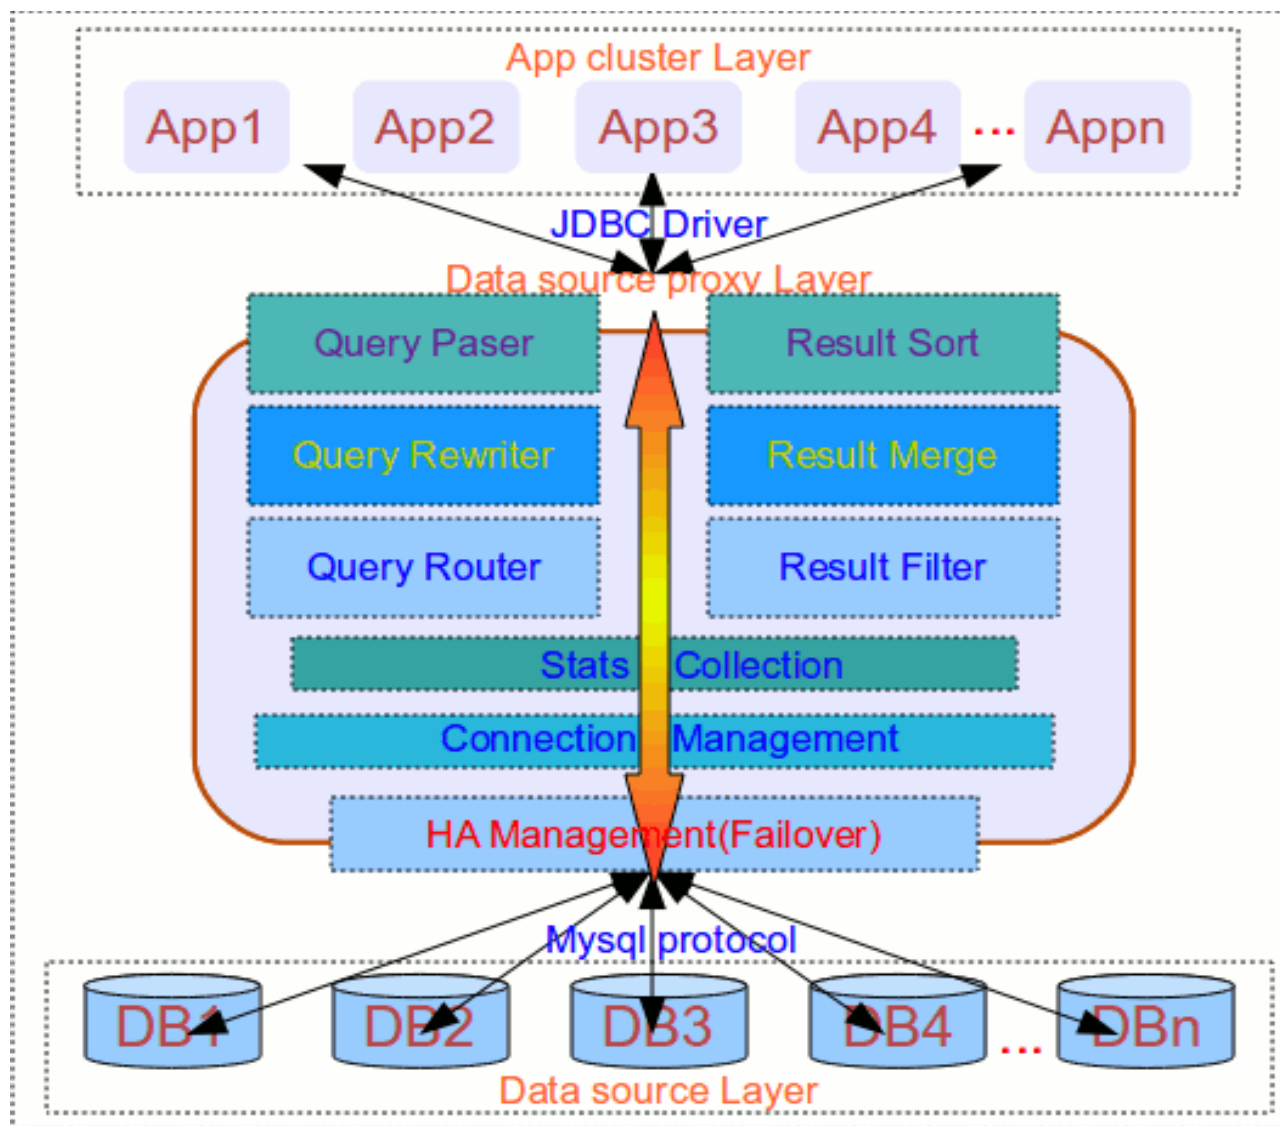 App cluster Layer
App1 App2 App3 App4 ... Appn
JDBC Driver
Data source proxy Layer
Query Paser Result Sort
Query Rewriter Result Merge
Query Router Result Filter
Stats Collection
Connection Management
HA Management(Failover)
Mysql protocol
DB1 DB2 DB3 DB4 ... DBn
Data source Layer